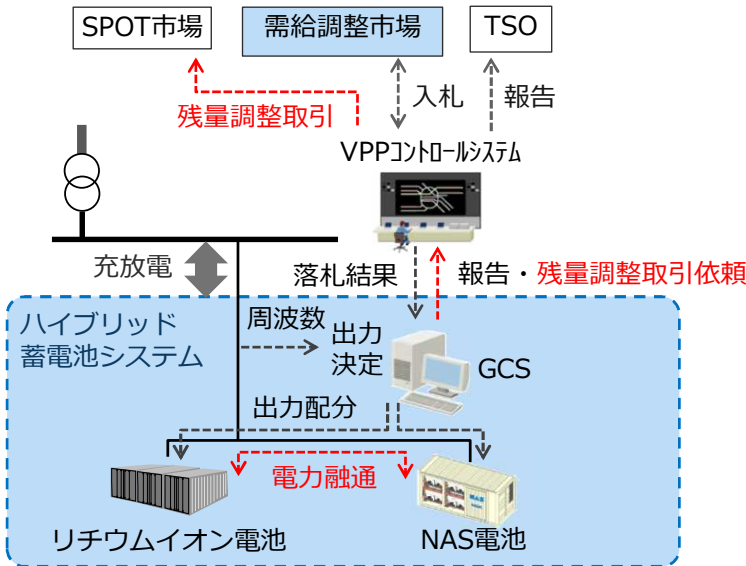 SPOT市場
需給調整市場
TSO
入札
報告
残量調整取引
VPPコントロールシステム
充放電
落札結果
報告・残量調整取引依頼
ハイブリッド
蓄電池システム
周波数
出力
決定
GCS
出力配分
電力融通
NAS
リチウムイオン電池
NAS電池